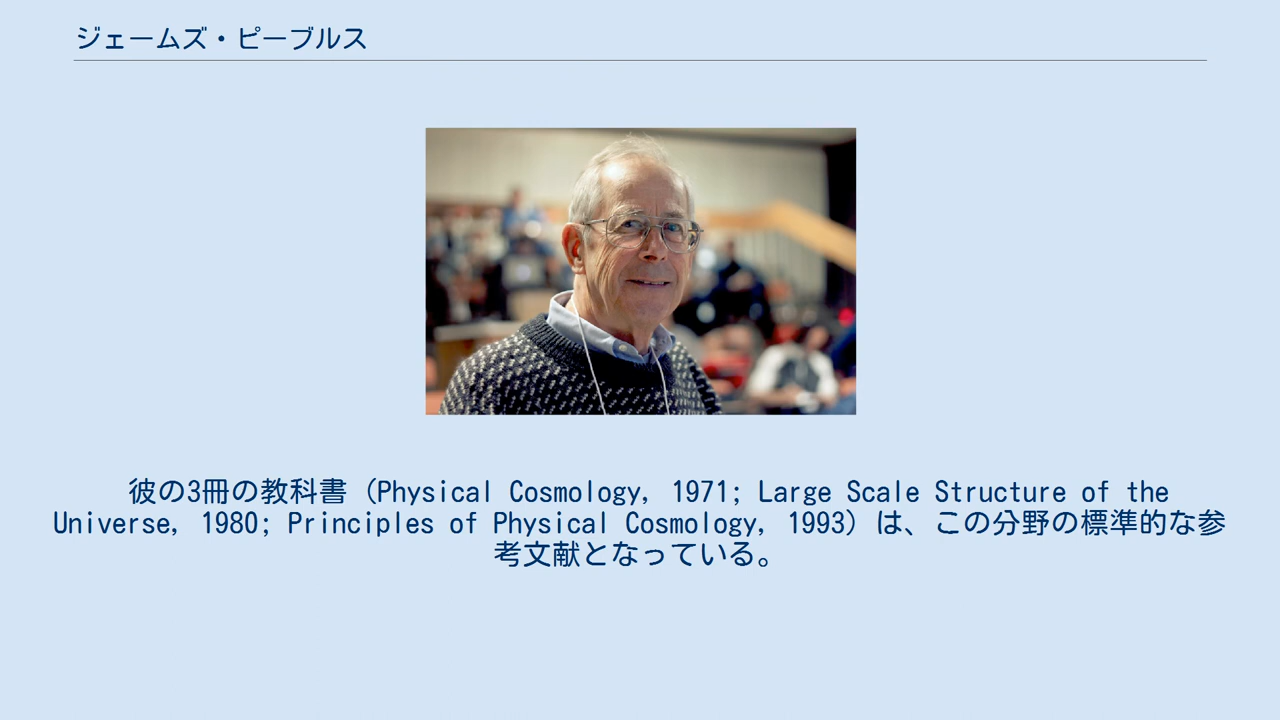 ジェームズ・ピーブルス
彼の3冊の教科書（Physical Cosmology, 1971; Large Scale Structure of the
Universe, 1980; Principles of Physical Cosmology, 1993）は、この分野の標準的な参
考文献となっている。